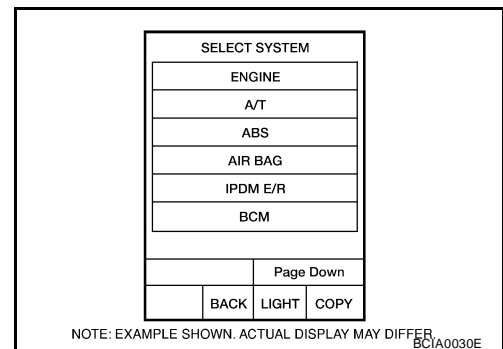 SELECT SYSTEM
ENGINE
A/T
ABS
AIR BAG
IPDM E/R
BCM
Page Down
BACK LIGHT COPY
NOTE: EXAMPLE SHOWN. ACTUAL DISPLAY MAY DIFFER.
BCIA0030E